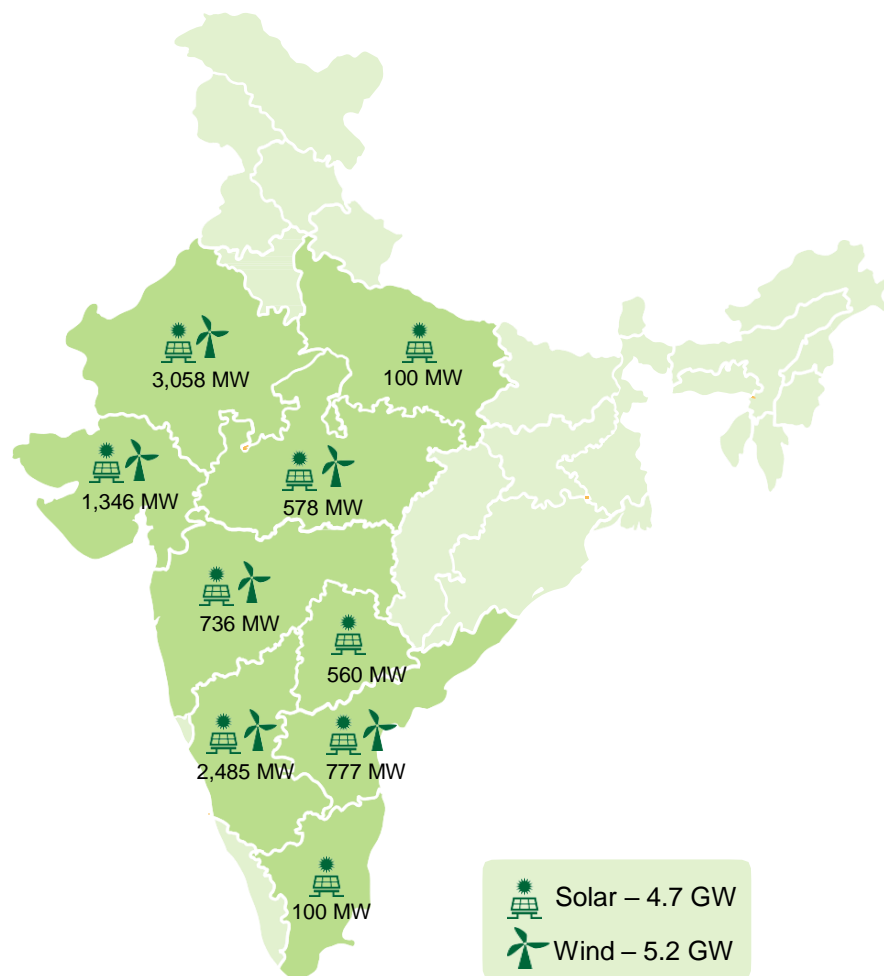 3,058 MW
100 MW
1,346 MW
578 MW
736 MW
560 MW
2,485 MW
777 MW
100 MW
Solar – 4.7 GW
Wind – 5.2 GW